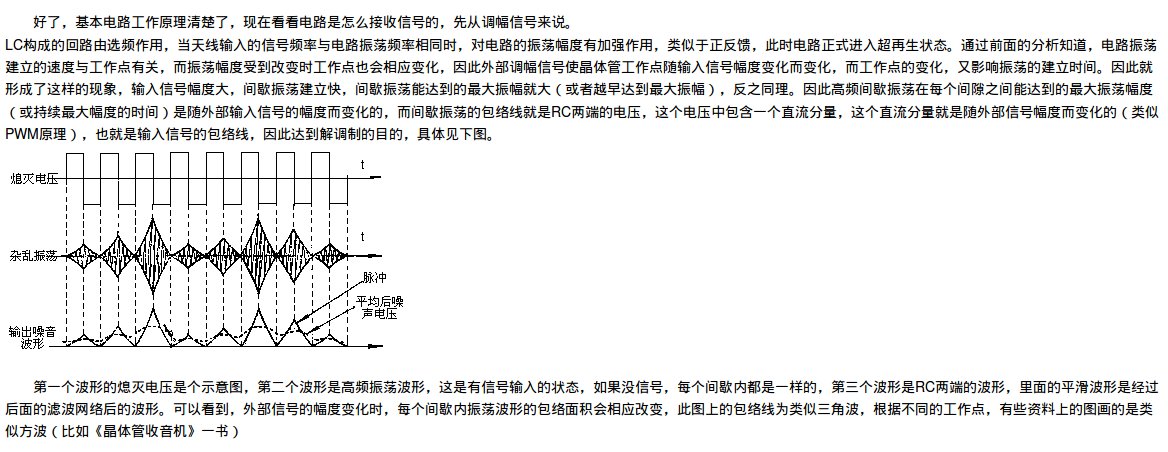 好了，基本电路工作原理清楚了，现在看看电路是怎么接收信号的，先从调幅信号来说。
LC构成的回路由选频作用，当天线输入的信号频率与电路振荡频率相同时，对电路的振荡幅度有加强作用，类似于正反馈，此时电路正式进入超再生状态。通过前面的分析知道，电路振荡
建立的速度与工作点有关，而振荡幅度受到改变时工作点也会相应变化，因此外部调幅信号使晶体管工作点随输入信号幅度变化而变化，而工作点的变化，又影响振荡的建立时间。因此就
形成了这样的现象，输入信号幅度大，间歇振荡建立快，间歇振荡能达到的最大振幅就大（或者越早达到最大振幅），反之同理。因此高频间歇振荡在每个间隙之间能达到的最大振荡幅度
（或持续最大幅度的时间）是随外部输入信号的幅度而变化的，而间歇振荡的包络线就是RC两端的电压，这个电压中包含一个直流分量，这个直流分量就是随外部信号幅度而变化的（类似
PWM原理），也就是输入信号的包络线，因此达到解调制的目的，具体见下图。
t
熄灭电压
t
杂乱振荡
脉冲
平均后噪
声电压
输出噪音
波形
第一个波形的熄灭电压是个示意图，第二个波形是高频振荡波形，这是有信号输入的状态，如果没信号，每个间歇内都是一样的，第三个波形是RC两端的波形，里面的平滑波形是经过
后面的滤波网络后的波形。可以看到，外部信号的幅度变化时，每个间歇内振荡波形的包络面积会相应改变，此图上的包络线为类似三角波，根据不同的工作点，有些资料上的图画的是类
似方波（比如《晶体管收音机》一书）